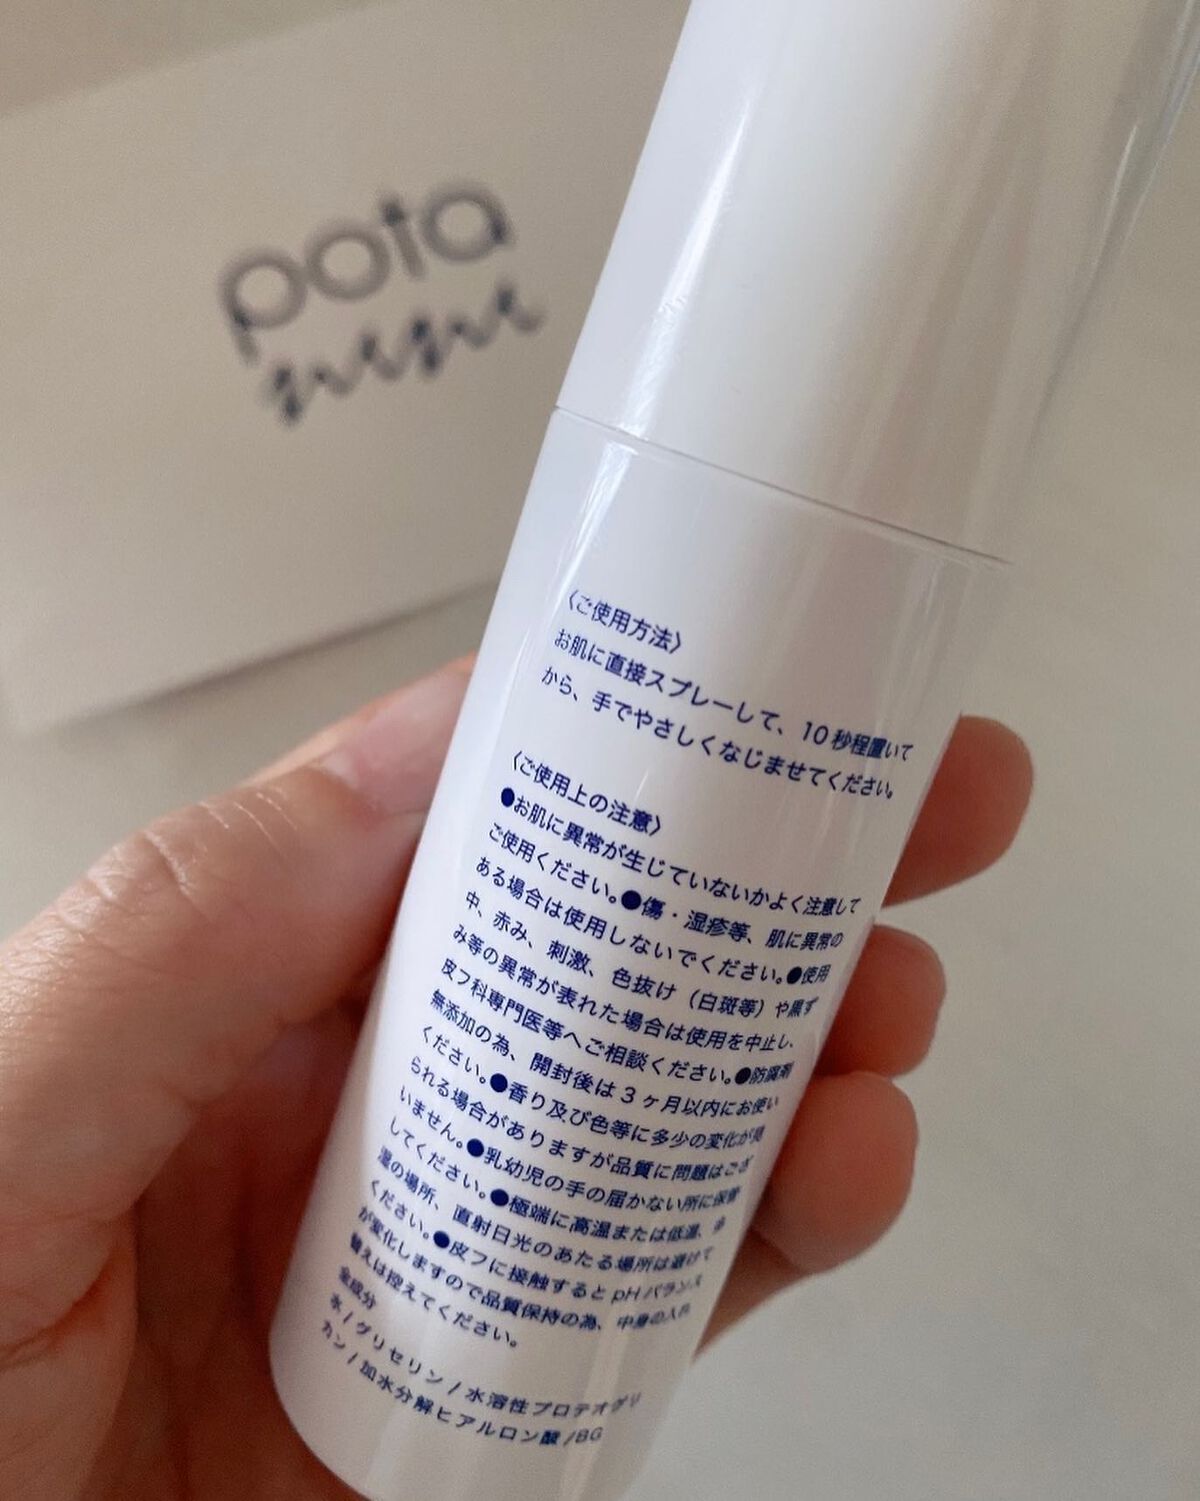 pota
〈ご使用方法〉
お肌に直接スプレーして、10秒程置いて
から、手でやさしくなじませてください。
〈ご使用上の注意〉
●お肌に異常が生じていないかよく注意して
ご使用ください。●傷・湿疹等、肌に異常の
ある場合は使用しないでください。●使用
中、赤み、刺激、色抜け（白斑等）や黒ず
み等の異常が表れた場合は使用を中止し、
皮フ科専門医等へご相談ください。●防腐剤
無添加の為、開封後は3ヶ月以内にお使い
ください。●香り及び色等に多少の変化が見
られる場合がありますが品質に問題はござ
いません。●乳幼児の手の届かない所に保管
してください。●極端に高温または低温、多
湿の場所、直射日光のあたる場所は避けて
ください。●皮フに接触するとpHバランス
が変化しますので品質保持の為、中身の入れ
替えは控えてください。
全成分
水/グリセリン/水溶性プロテオグリ
カン/加水分解ヒアルロン酸/BG